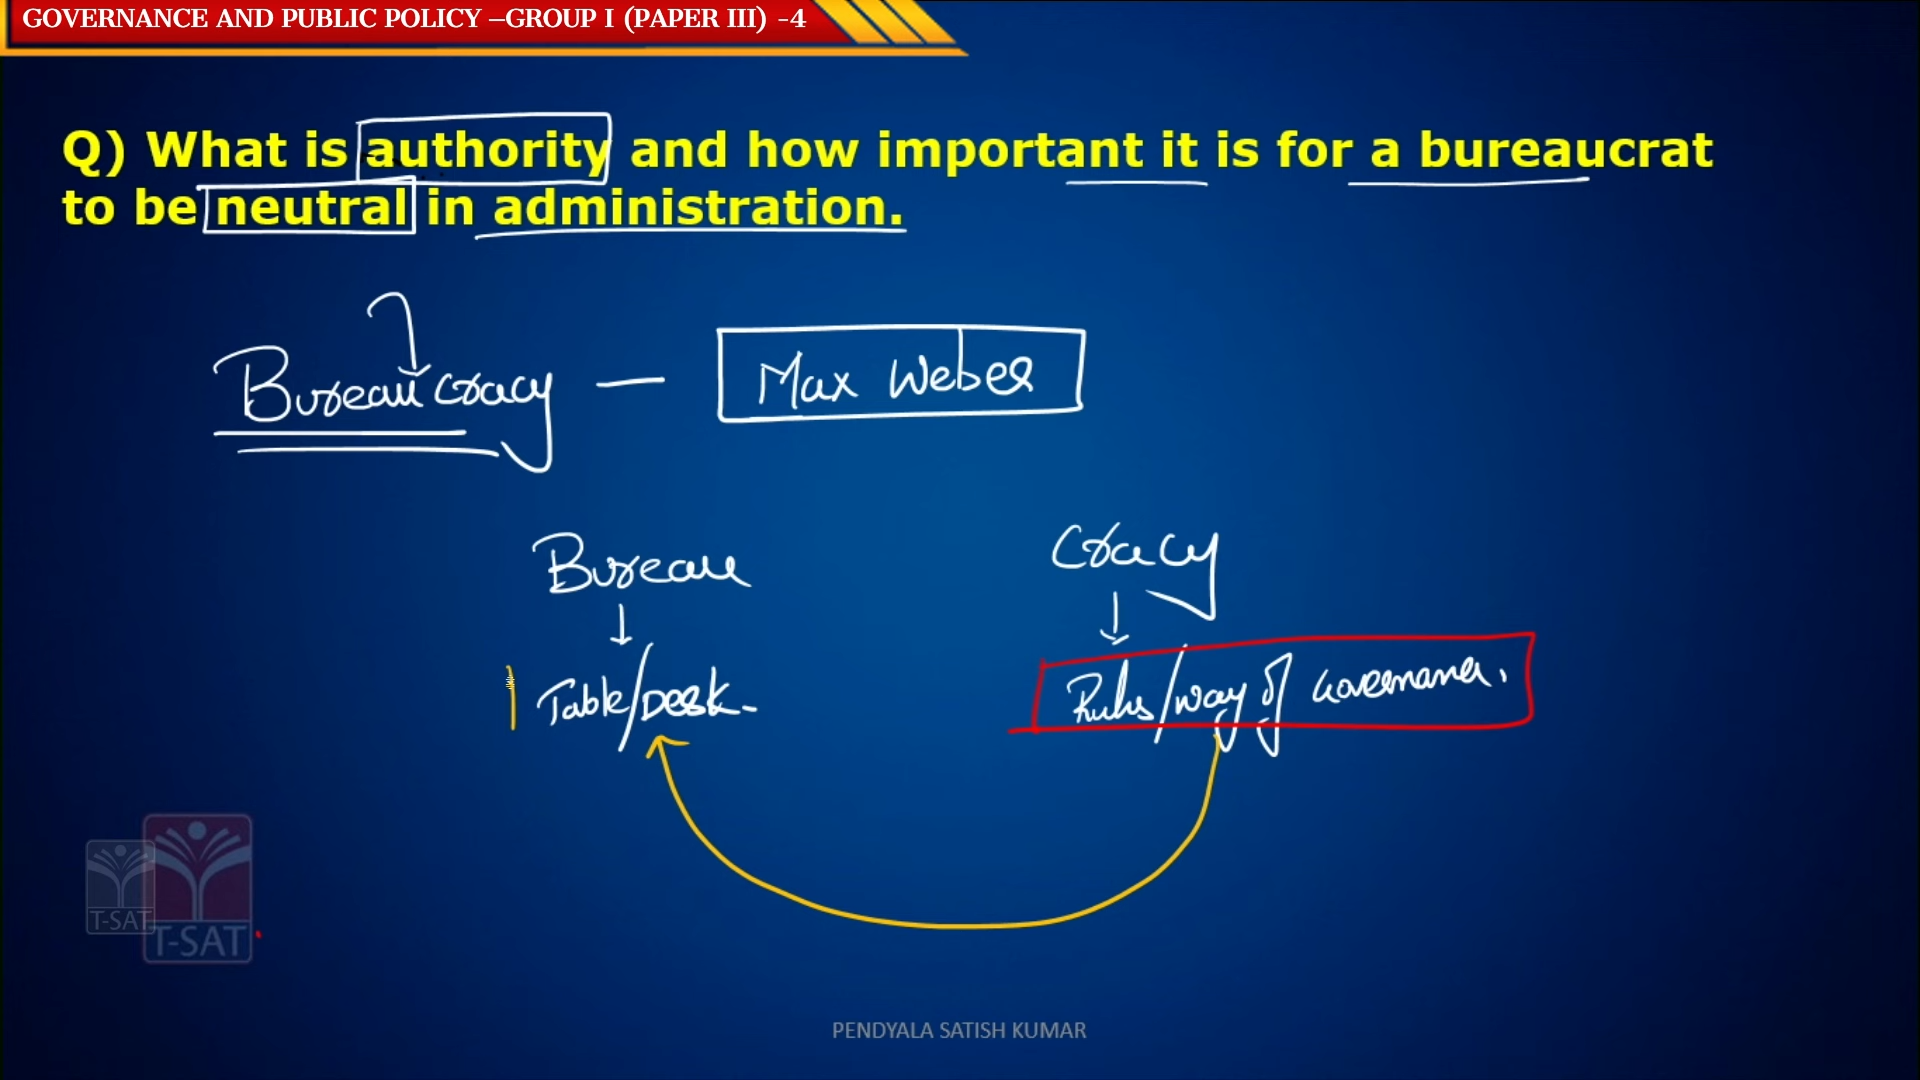 GOVERNANCE AND PUBLIC POLICY –GROUP I (PAPER III) -4
Q) What is authority and how important it is for a bureaucrat
to be neutral in administration.
Bureaucracy — Max Weber
Bureau Cracy
Table/Desk Rules/way of Governance.
T-SAT
T-SAT
PENDYALA SATISH KUMAR